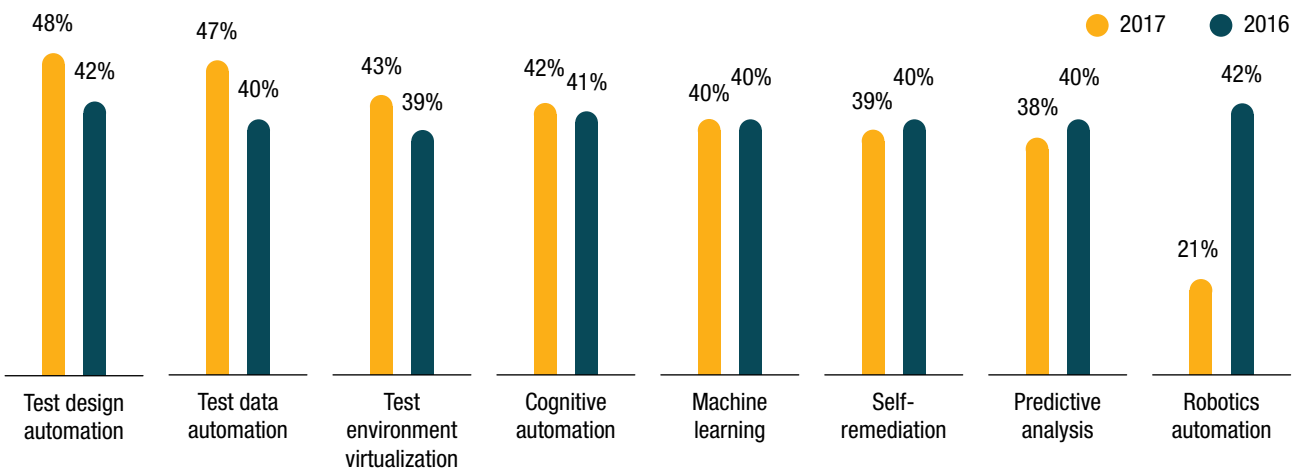 2017
2016
48%
42%
47%
40%
43%
39%
42%
41%
40%
40%
39%
40%
38%
40%
21%
42%
Test design
automation
Test data
automation
Test
environment
virtualization
Cognitive
automation
Machine
learning
Self-
remediation
Predictive
analysis
Robotics
automation